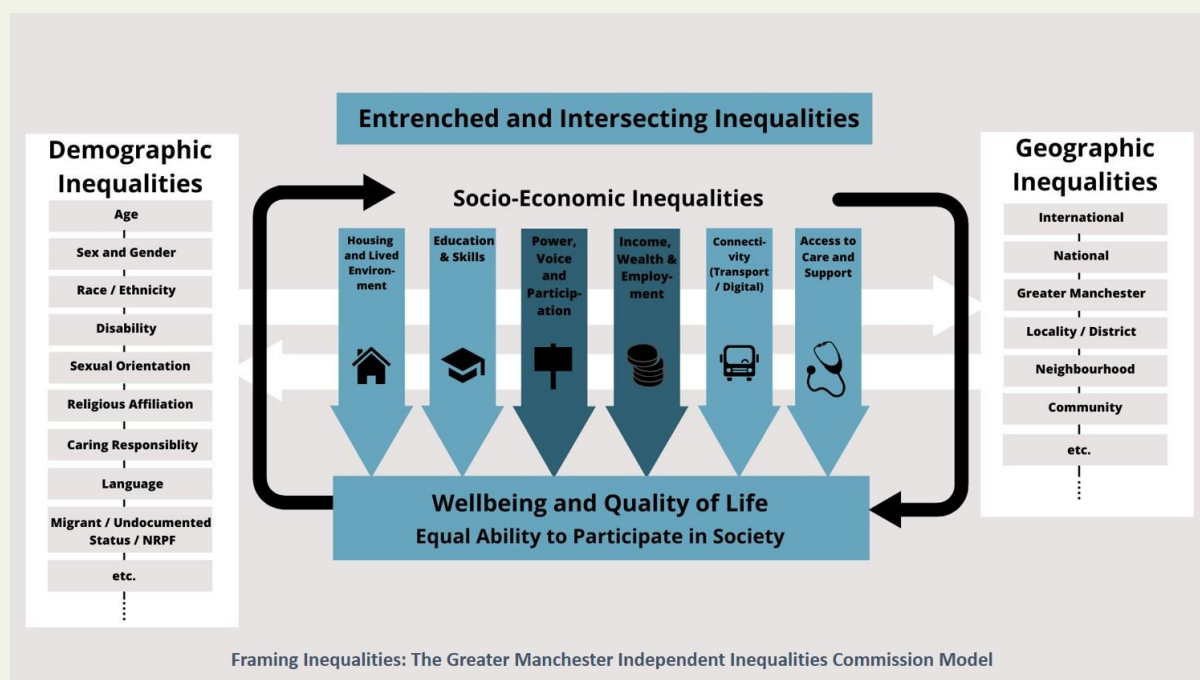 Entrenched and Intersecting Inequalities
Demographic
Inequalities
Age
Sex and Gender
Race / Ethnicity
Disability
Sexual Orientation
Religious Affiliation
Caring Responsiblity
Language
Migrant / Undocumented
Status / NRPF
etc.
Socio-Economic Inequalities
Housing
and Lived
Environ-
ment
Education
& Skills
Power,
Voice
and
Particip-
ation
Income,
Wealth &
Employ-
ment
Connecti-
vity
(Transport
/ Digital)
Access to
Care and
Support
Wellbeing and Quality of Life
Equal Ability to Participate in Society
Geographic
Inequalities
International
National
Greater Manchester
Locality / District
Neighbourhood
Community
etc.
Framing Inequalities: The Greater Manchester Independent Inequalities Commission Model